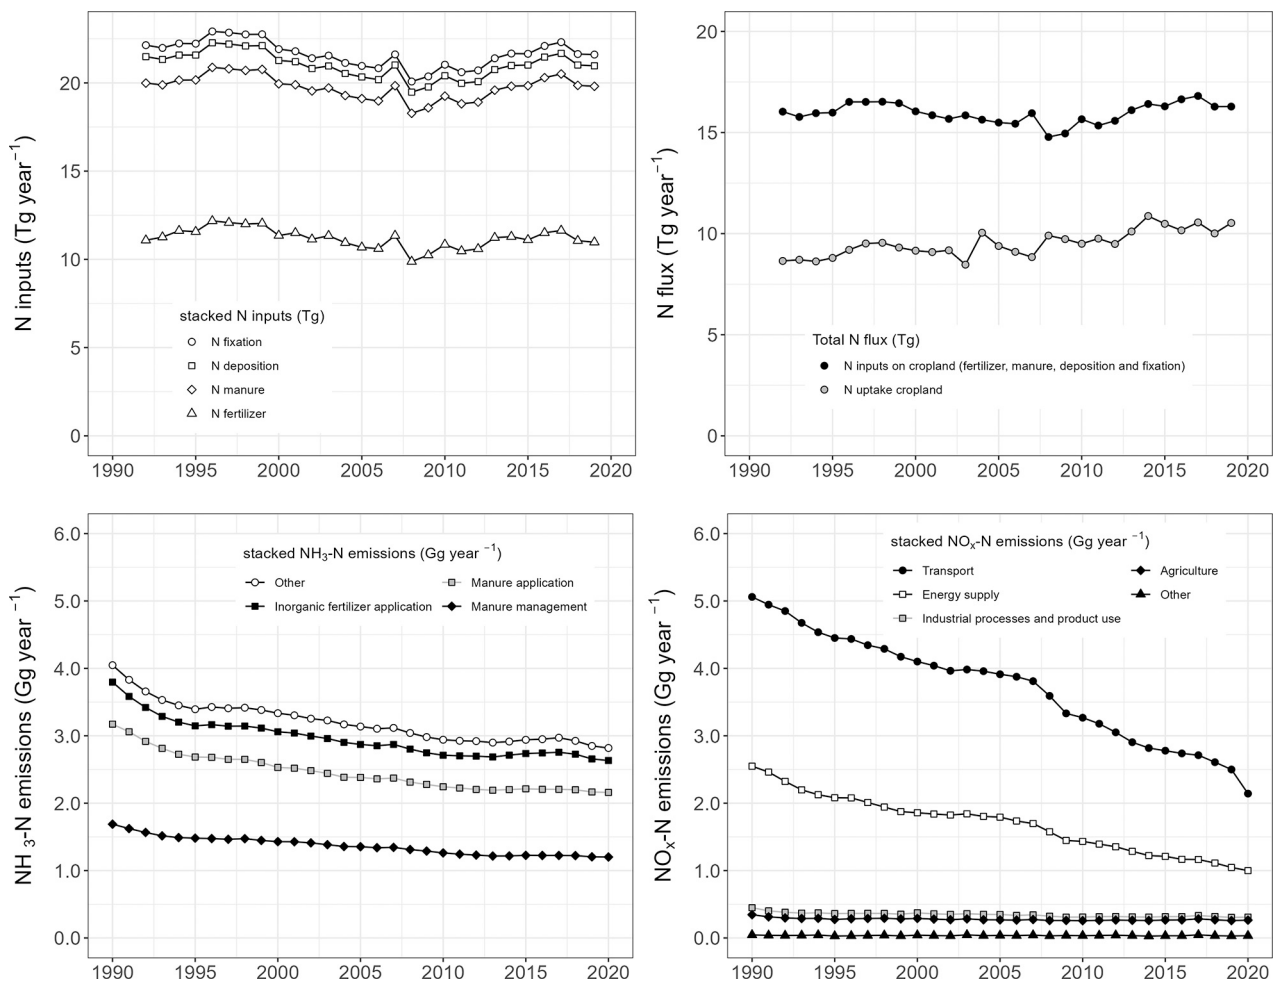 N inputs (Tg year−1)
20
15
10
5
0
stacked N inputs (Tg)
N fixation
N deposition
N manure
N fertilizer
1990 1995 2000 2005 2010 2015 2020
N flux (Tg year−1)
20
15
10
5
0
Total N flux (Tg)
N inputs on cropland (fertilizer, manure, deposition and fixation)
N uptake cropland
1990 1995 2000 2005 2010 2015 2020
NH 3-N emissions (Gg year −1)
6.0
5.0
4.0
3.0
2.0
1.0
0.0
stacked NH3-N emissions (Gg year −1)
Other Manure application
Inorganic fertilizer application Manure management
1990 1995 2000 2005 2010 2015 2020
NOx-N emissions (Gg year −1)
6.0
5.0
4.0
3.0
2.0
1.0
0.0
stacked NOx-N emissions (Gg year −1)
Transport Agriculture
Energy supply Other
Industrial processes and product use
1990 1995 2000 2005 2010 2015 2020